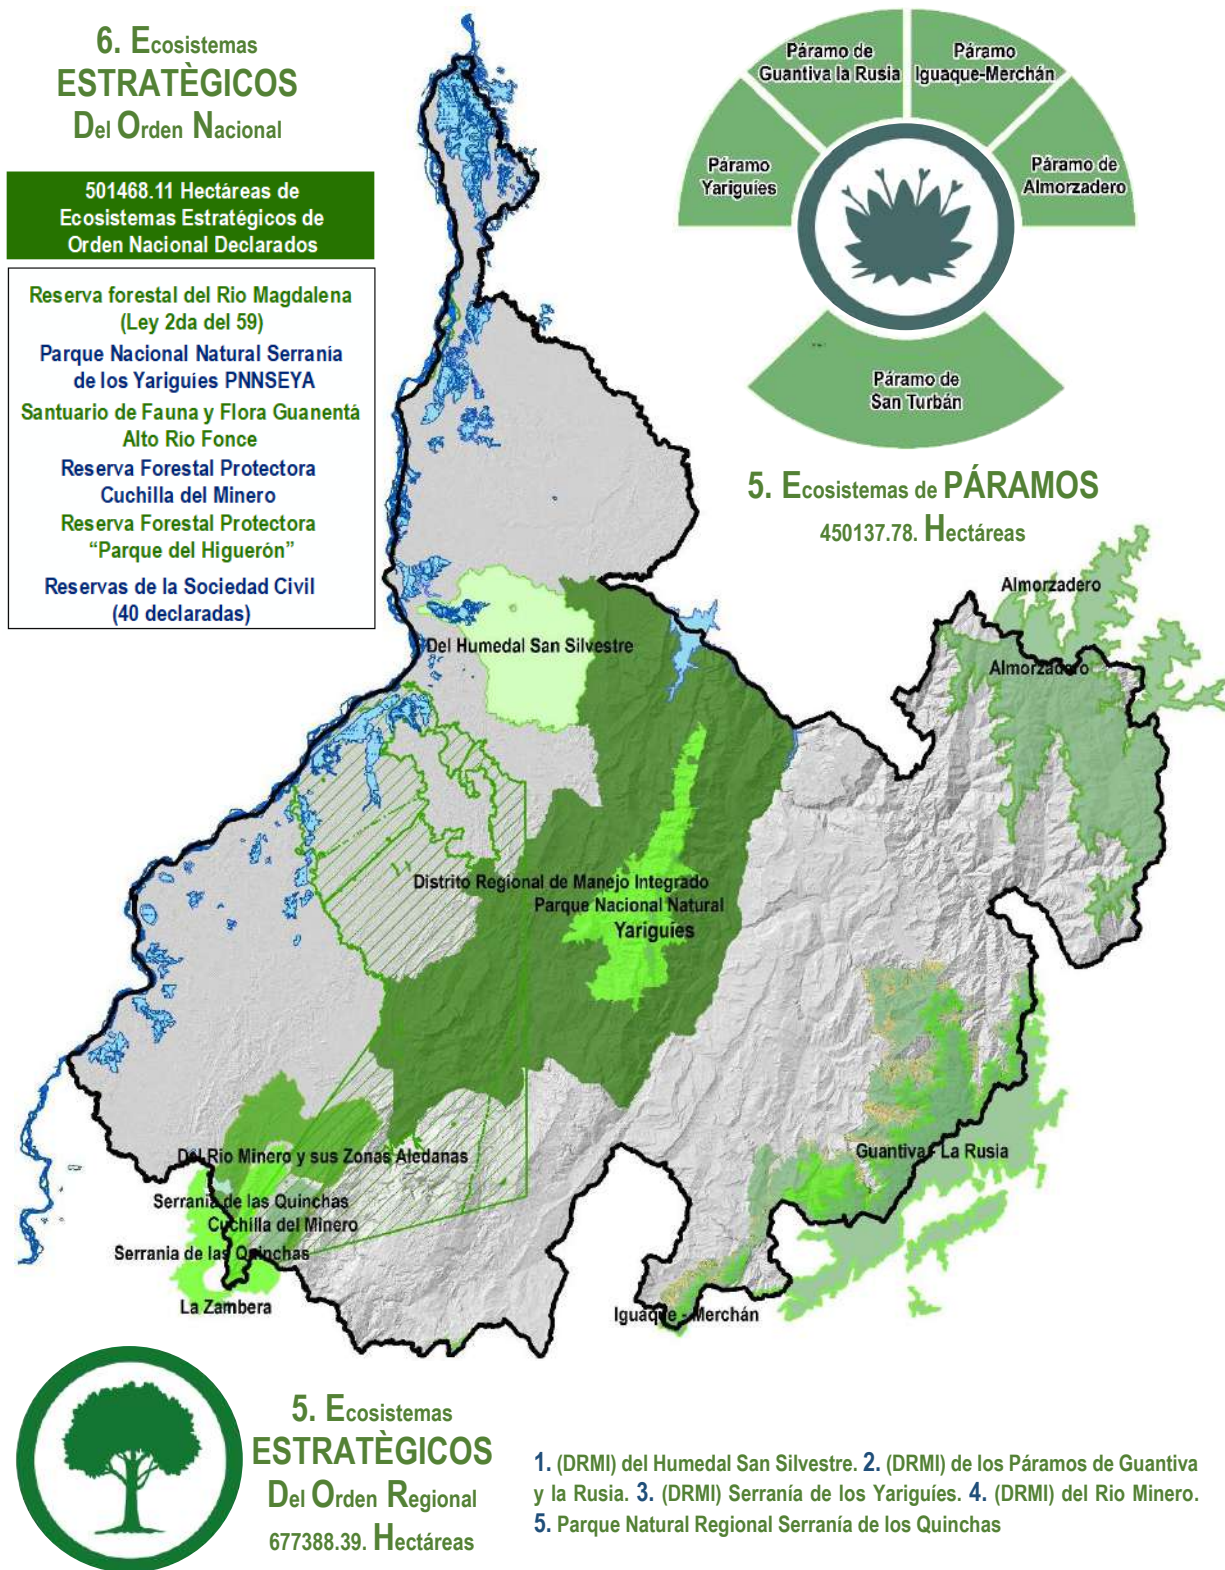 6. Ecosistemas
ESTRATÈGICOS
Del Orden Nacional
501468.11 Hectáreas de
Ecosistemas Estratégicos de
Orden Nacional Declarados
Reserva forestal del Rio Magdalena
(Ley 2da del 59)
Parque Nacional Natural Serranía
de los Yariguíes PNNSEYA
Santuario de Fauna y Flora Guanentá
Alto Río Fonce
Reserva Forestal Protectora
Cuchilla del Minero
Reserva Forestal Protectora
“Parque del Higuerón”
Reservas de la Sociedad Civil
(40 declaradas)
Páramo de
Guantiva la Rusia
Páramo
Iguaque-Merchán
Páramo
Yariguíes
Páramo de
Almorzadero
Páramo de
San Turbán
5. Ecosistemas de PÁRAMOS
450137.78. Hectáreas
Almorzadero
Almorzadero
Del Humedal San Silvestre
Distrito Regional de Manejo Integrado
Parque Nacional Natural
Yariguíes
Guantiva - La Rusia
Del Rio Minero y sus Zonas Aledanas
Serranía de las Quinchas
Cuchilla del Minero
Serrania de las Quinchas
La Zambera
Iguaque - Merchán
5. Ecosistemas
ESTRATÈGICOS
Del Orden Regional
677388.39. Hectáreas
1. (DRMI) del Humedal San Silvestre. 2. (DRMI) de los Páramos de Guantiva
y la Rusia. 3. (DRMI) Serranía de los Yariguíes. 4. (DRMI) del Rio Minero.
5. Parque Natural Regional Serranía de los Quinchas